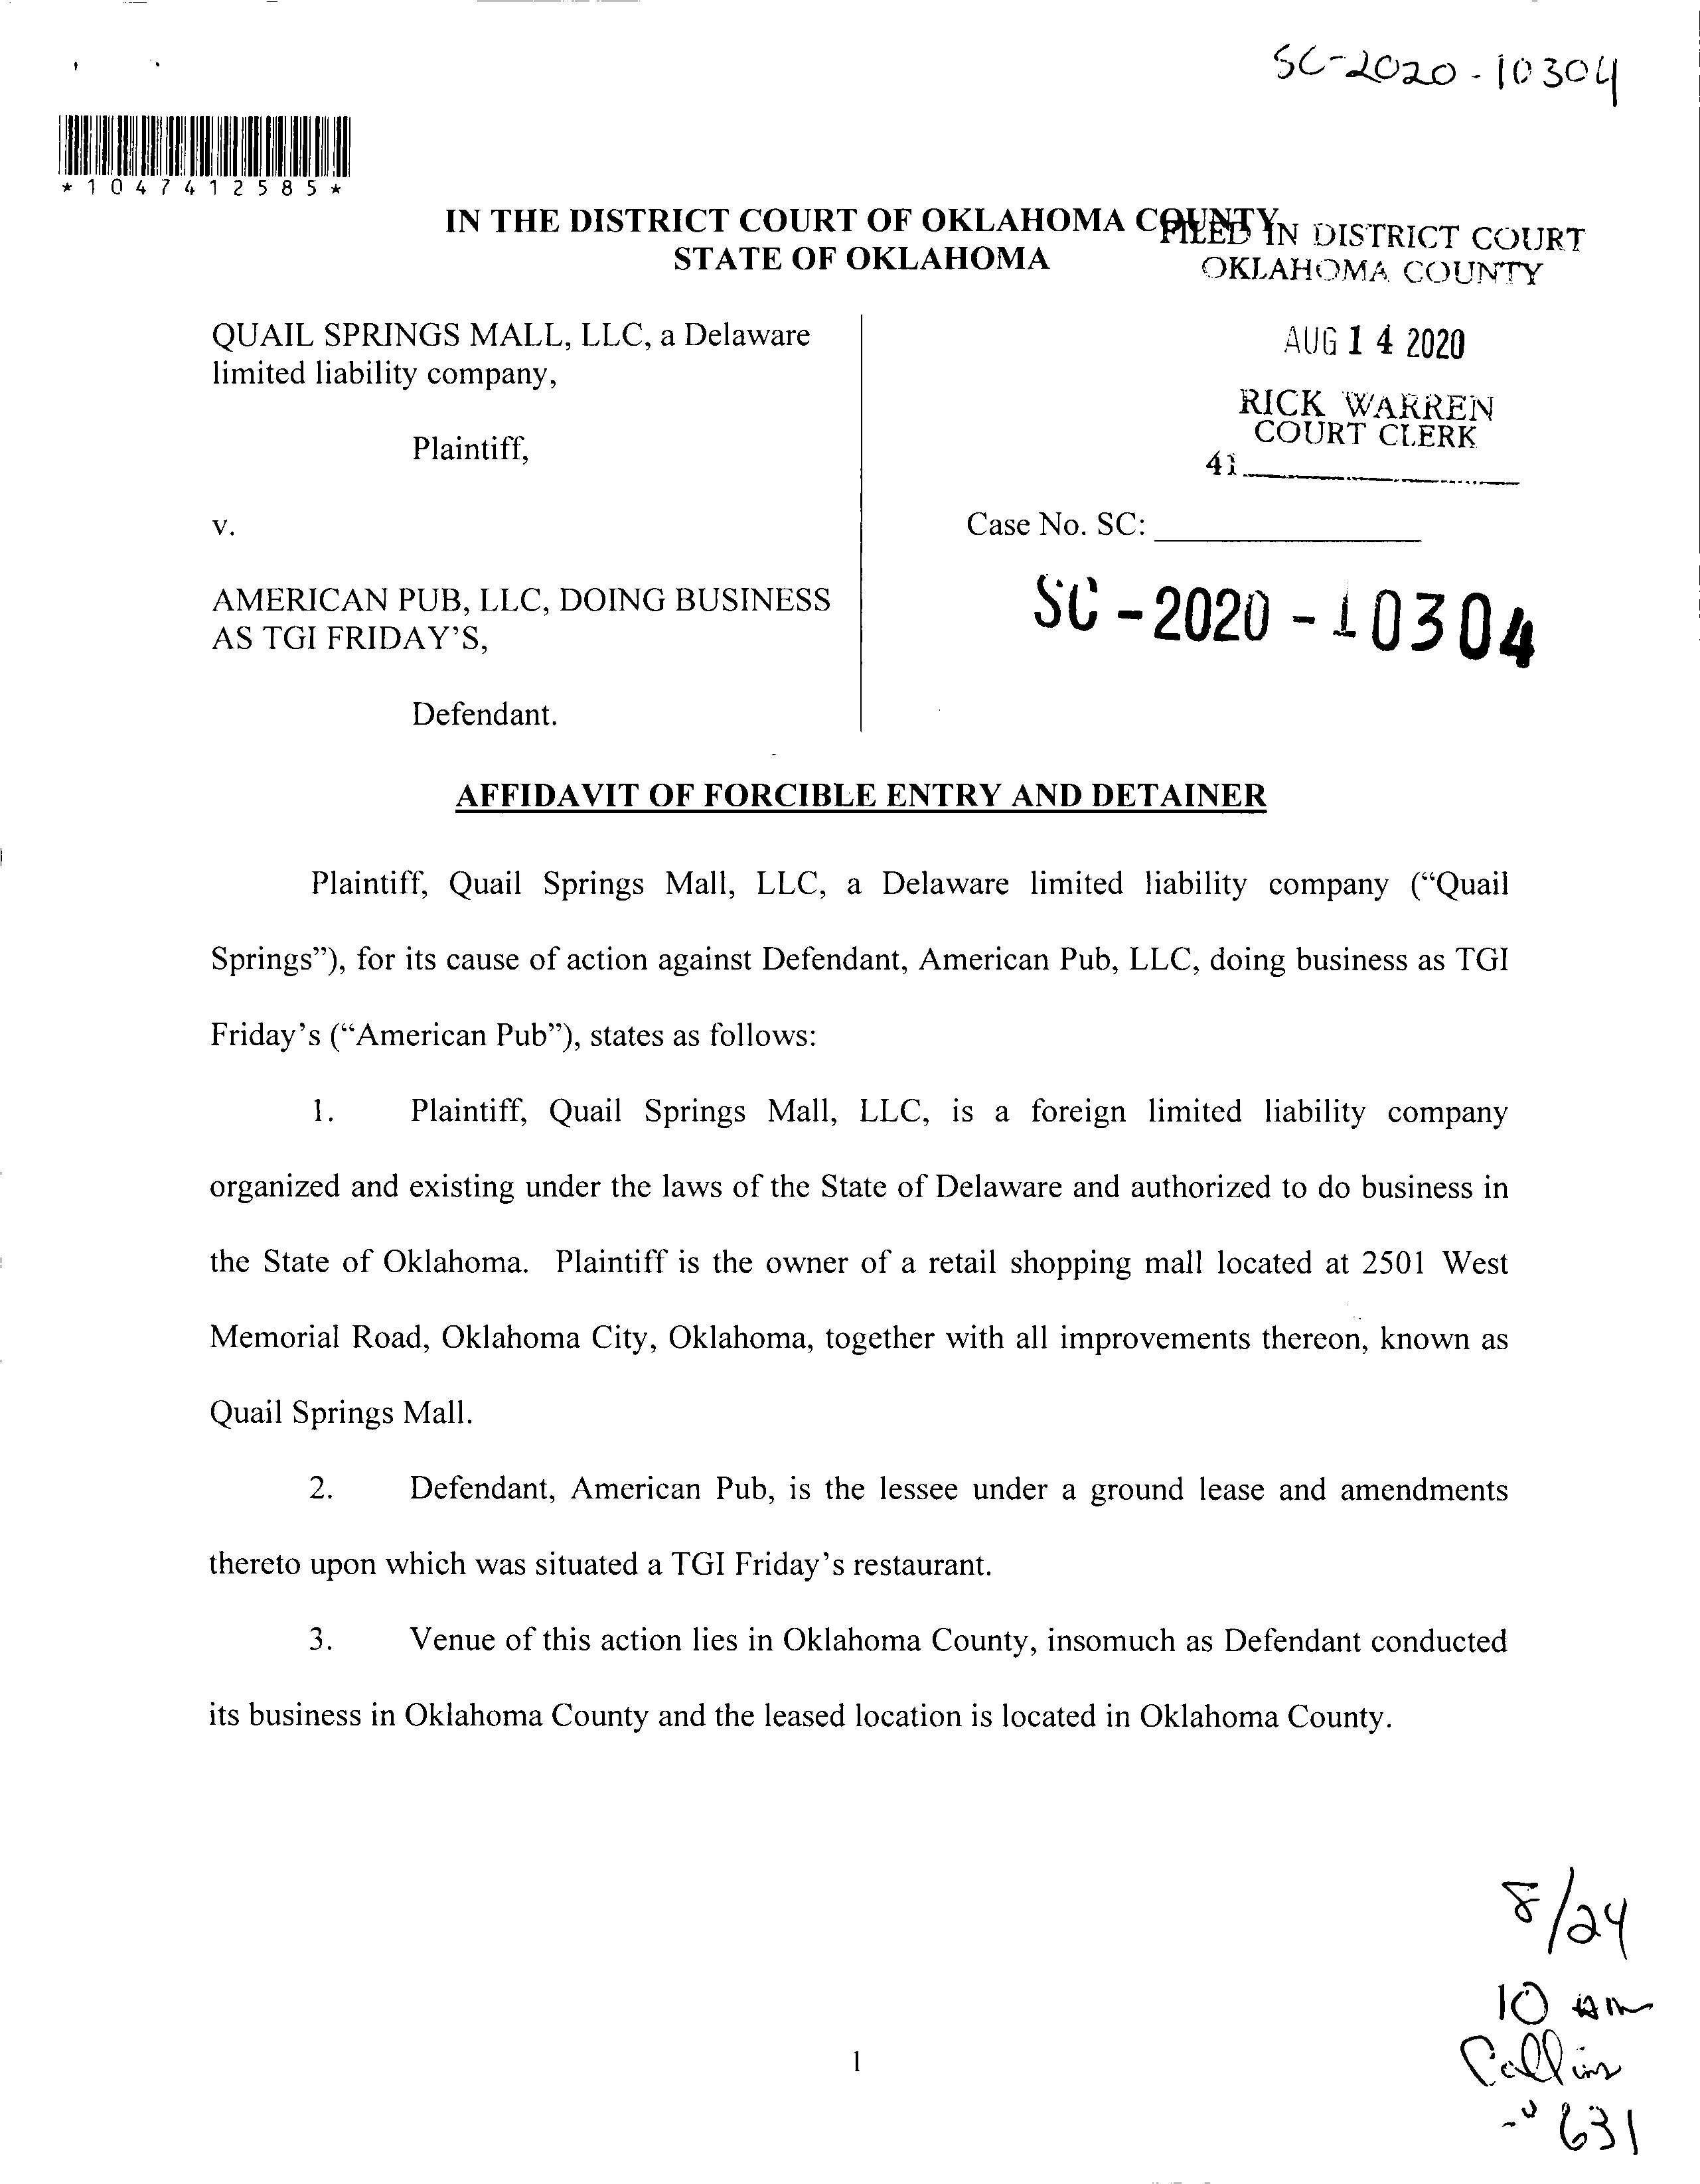 SC-2020-10304
*1047412585*
IN THE DISTRICT COURT OF OKLAHOMA COUNTY
STATE OF OKLAHOMA
FILED IN DISTRICT COURT
OKLAHOMA COUNTY
QUAIL SPRINGS MALL, LLC, a Delaware
limited liability company,
Plaintiff,
v.
AMERICAN PUB, LLC, DOING BUSINESS
AS TGI FRIDAY'S,
Defendant.
AUG 14 2020
RICK WARREN
COURT CLERK
41
Case No. SC:
SC-2020-10304
AFFIDAVIT OF FORCIBLE ENTRY AND DETAINER
Plaintiff, Quail Springs Mall, LLC, a Delaware limited liability company ("Quail
Springs"), for its cause of action against Defendant, American Pub, LLC, doing business as TGI
Friday's ("American Pub"), states as follows:
1. Plaintiff, Quail Springs Mall, LLC, is a foreign limited liability company
organized and existing under the laws of the State of Delaware and authorized to do business in
the State of Oklahoma. Plaintiff is the owner of a retail shopping mall located at 2501 West
Memorial Road, Oklahoma City, Oklahoma, together with all improvements thereon, known as
Quail Springs Mall.
2. Defendant, American Pub, is the lessee under a ground lease and amendments
thereto upon which was situated a TGI Friday's restaurant.
3. Venue of this action lies in Oklahoma County, insomuch as Defendant conducted
its business in Oklahoma County and the leased location is located in Oklahoma County.
8/24
10 am
631
1